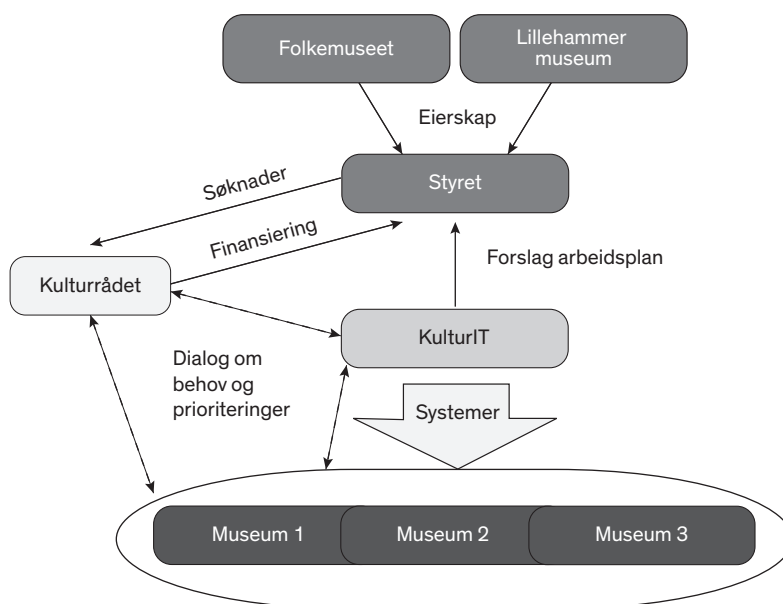 Folkemuseet
Lillehammer
museum
Eierskap
Styret
Søknader
Finansiering
Forslag arbeidsplan
Kulturrådet
KulturIT
Dialog om
behov og
prioriteringer
Systemer
Museum 1
Museum 2
Museum 3